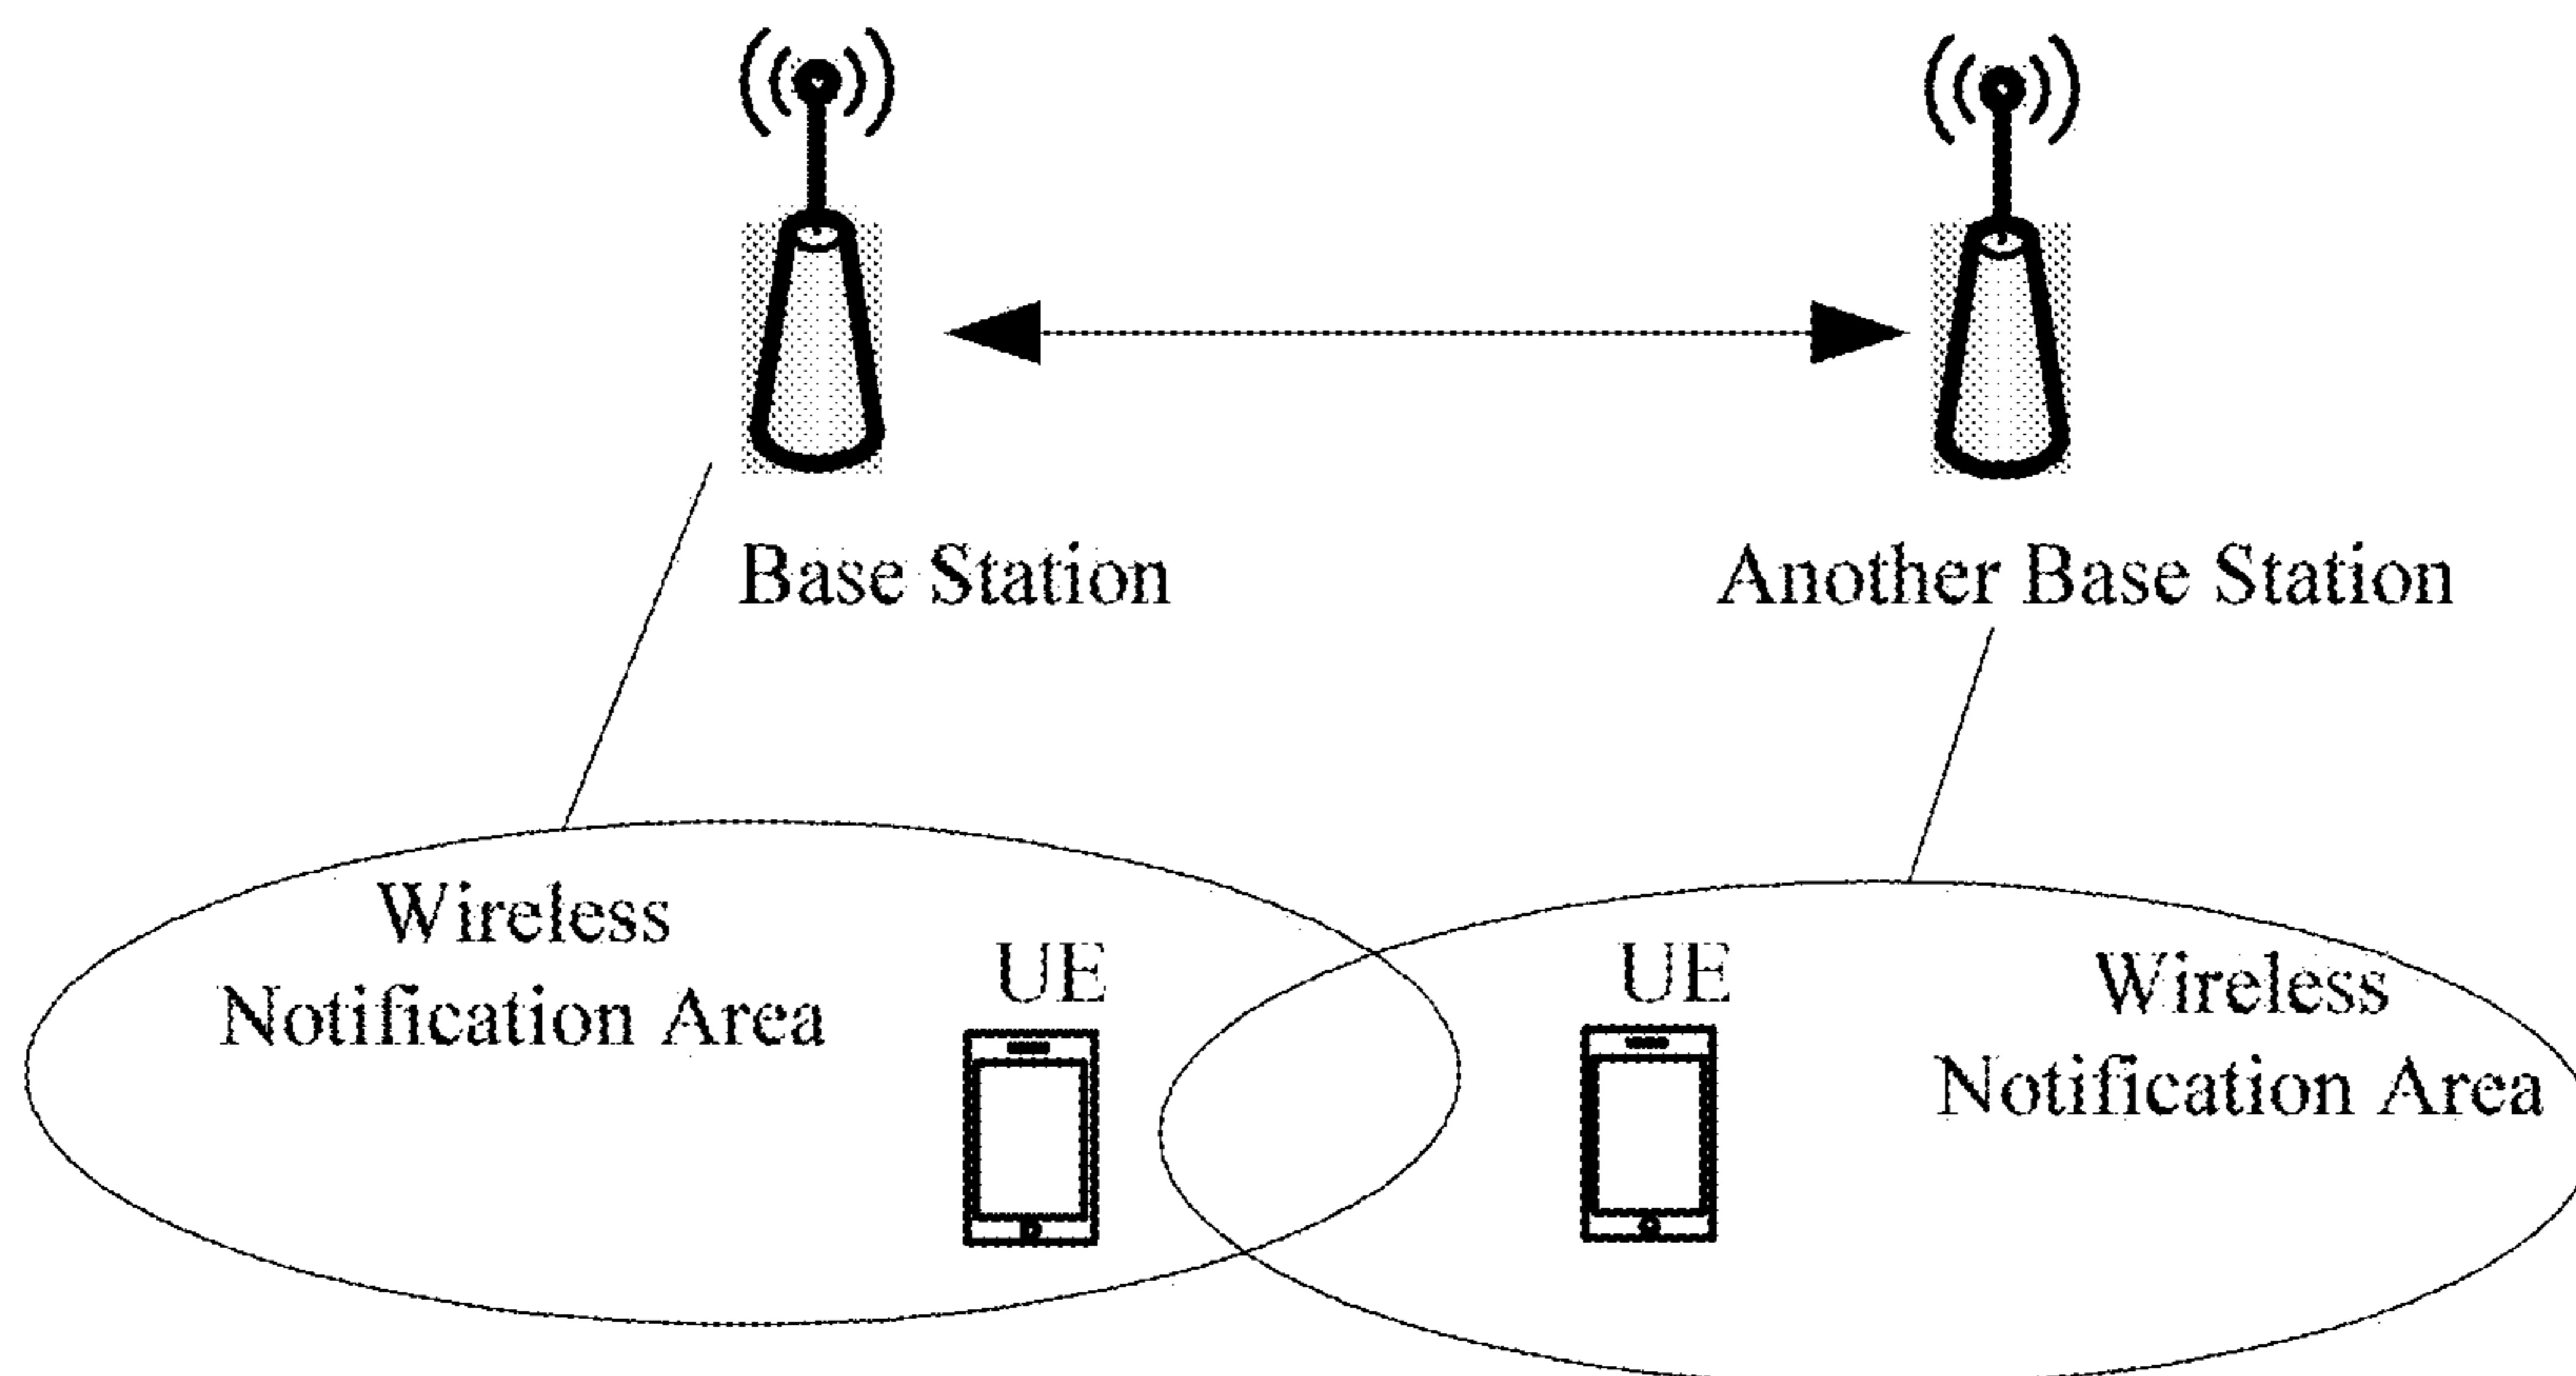 Base Station
Another Base Station
Wireless
Notification Area
UE
UE
Wireless
Notification Area